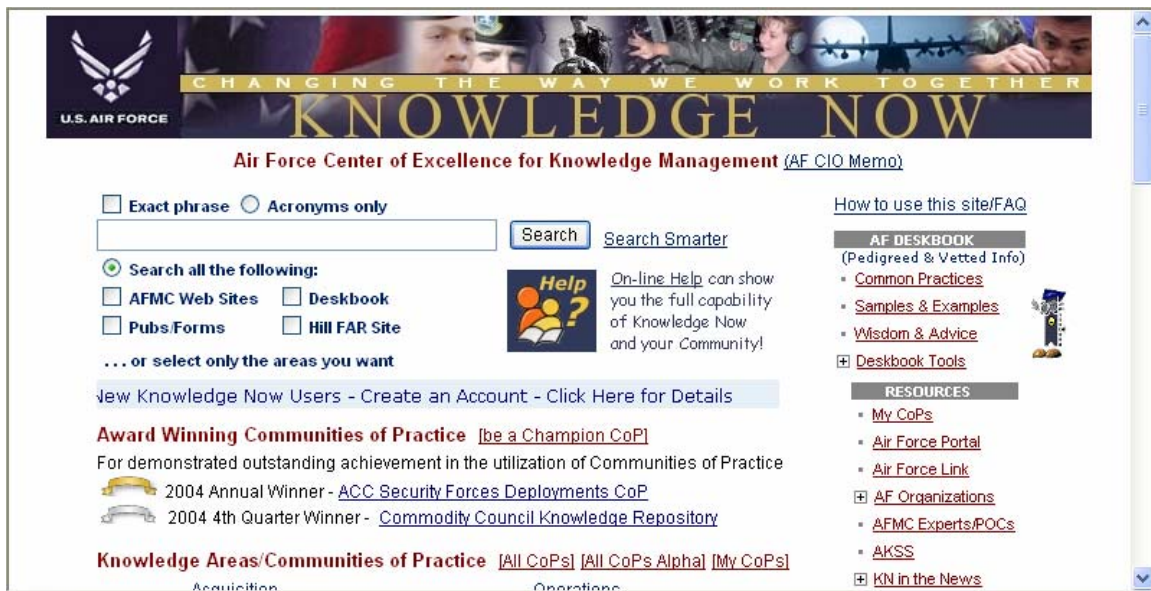 CHANGING THE WAY WE WORK TOGETHER
U.S. AIR FORCE
KNOWLEDGE NOW
Air Force Center of Excellence for Knowledge Management (AF CIO Memo)
Exact phrase Acronyms only
Search Search Smarter
Search all the following:
AFMC Web Sites Deskbook
Pubs/Forms Hill FAR Site
... or select only the areas you want
Help
?
On-line Help can show
you the full capability
of Knowledge Now
and your Community!
New Knowledge Now Users - Create an Account - Click Here for Details
Award Winning Communities of Practice [be a Champion CoP]
For demonstrated outstanding achievement in the utilization of Communities of Practice
2004 Annual Winner - ACC Security Forces Deployments CoP
2004 4th Quarter Winner - Commodity Council Knowledge Repository
Knowledge Areas/Communities of Practice [All CoPs] [All CoPs Alpha] [My CoPs]
Acquisition Operations
How to use this site/FAQ
AF DESKBOOK
(Pedigreed & Vetted Info)
Common Practices
Samples & Examples
Wisdom & Advice
Deskbook Tools
RESOURCES
My CoPs
Air Force Portal
Air Force Link
AF Organizations
AFMC Experts/POCs
AKSS
KN in the News